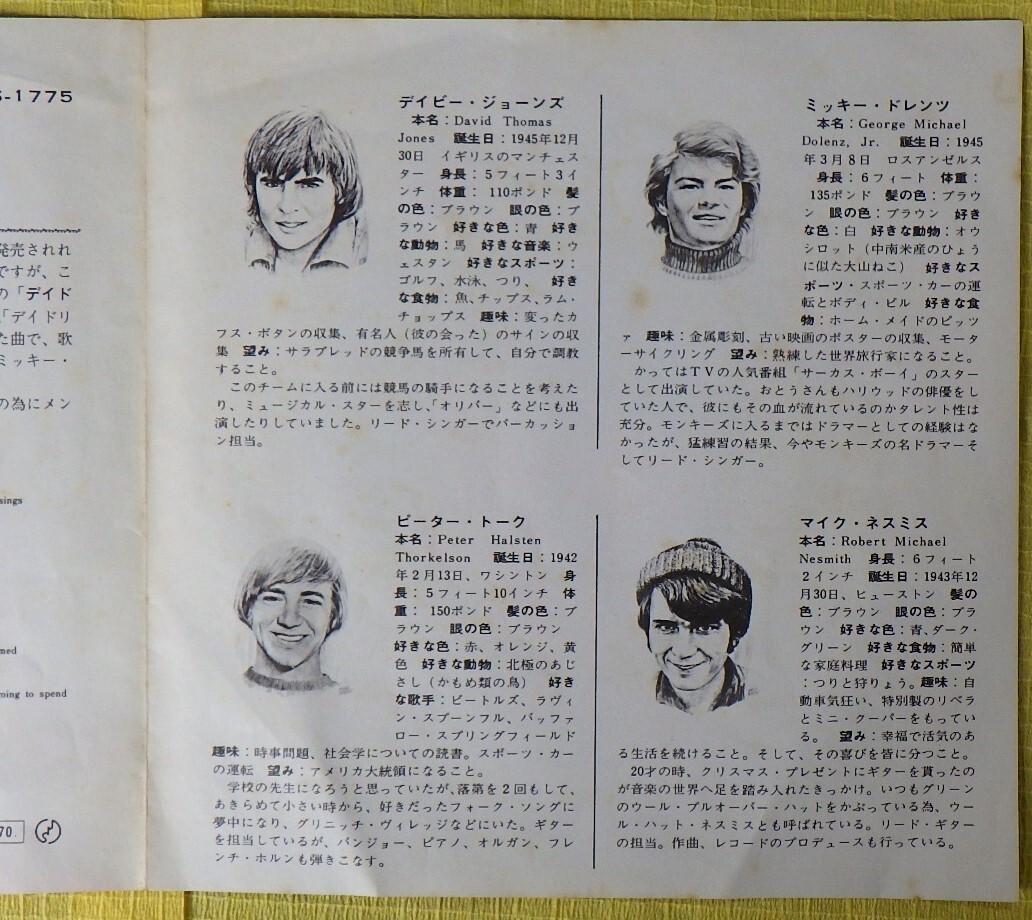 S-1775
発売されれ
ですが、こ
の「デイド
「デイドリ
た曲で、歌
ミッキー・
の為にメン
sings
med
oing to spend
70.
デイビー・ジョーンズ
本名：David Thomas
Jones 誕生日：1945年12月
30日 イギリスのマンチェス
ター 身長：5フィート3イ
ンチ 体重：110ポンド 髪
の色：ブラウン 眼の色：ブ
ラウン 好きな色：青 好き
な動物：馬 好きな音楽：ウ
ェスタン 好きなスポーツ：
ゴルフ、水泳、つり、 好き
な食物：魚、チップス、ラム・
チョップス 趣味：変ったカ
フス・ボタンの収集、有名人（彼の会った）のサインの収
集 望み：サラブレッドの競争馬を所有して、自分で調教
すること。
このチームに入る前には競馬の騎手になることを考えた
り、ミュージカル・スターを志し、「オリバー」などにも出
演したりしていました。リード・シンガーでパーカッショ
ン担当。
ミッキー・ドレンツ
本名：George Michael
Dolenz, Jr. 誕生日：1945
年3月8日 ロスアンゼルス
身長：6フィート 体重：
135ポンド 髪の色：ブラウ
ン 眼の色：ブラウン 好き
な色：白 好きな動物：オウ
シロット（中南米産のひょう
に似た大山ねこ） 好きなス
ポーツ・スポーツ・カーの運
転とボディ・ビル 好きな食
物：ホーム・メイドのピッツ
ァ 趣味：金属彫刻、古い映画のポスターの収集、モータ
ーサイクリング 望み：熟練した世界旅行家になること。
かってはTVの人気番組「サーカス・ボーイ」のスター
として出演していた。おとうさんもハリウッドの俳優をし
ていた人で、彼にもその血が流れているのかタレント性は
充分。モンキーズに入るまではドラマーとしての経験はな
かったが、猛練習の結果、今やモンキーズの名ドラマーそ
してリード・シンガー。
ピーター・トーク
本名：Peter Halsten
Thorkelson 誕生日：1942
年2月13日、ワシントン 身
長：5フィート10インチ 体
重：150ポンド 髪の色：ブ
ラウン 眼の色：ブラウン
好きな色：赤、オレンジ、黄
色 好きな動物：北極のあじ
さし（かもめ類の鳥） 好き
な歌手：ビートルズ、ラヴィ
ン・スプーンフル、バッファ
ロー・スプリングフィールド
趣味：時事問題、社会学についての読書。スポーツ・カー
の運転 望み：アメリカ大統領になること。
学校の先生になろうと思っていたが、落第を2回もして、
あきらめて小さい時から、好きだったフォーク・ソングに
夢中になり、グリニッチ・ヴィレッジなどにいた。ギター
を担当しているが、バンジョー、ピアノ、オルガン、フレ
ンチ・ホルンも弾きこなす。
マイク・ネスミス
本名：Robert Michael
Nesmith 身長：6フィート
2インチ 誕生日：1943年12
月30日、ヒューストン 髪の
色：ブラウン 眼の色：ブラ
ウン 好きな色：青、ダーク・
グリーン 好きな食物：簡単
な家庭料理 好きなスポーツ
：つりと狩りょう。趣味：自
動車気狂い、特別製のリベラ
とミニ・クーパーをもってい
る。 望み：幸福で活気のあ
る生活を続けること。そして、その喜びを皆に分つこと。
20才の時、クリスマス・プレゼントにギターを貰ったの
が音楽の世界へ足を踏み入れたきっかけ。いつもグリーン
のウール・プルオーバー・ハットをかぶっている為、ウー
ル・ハット・ネスミスとも呼ばれている。リード・ギター
の担当。作曲、レコードのプロデュースも行っている。